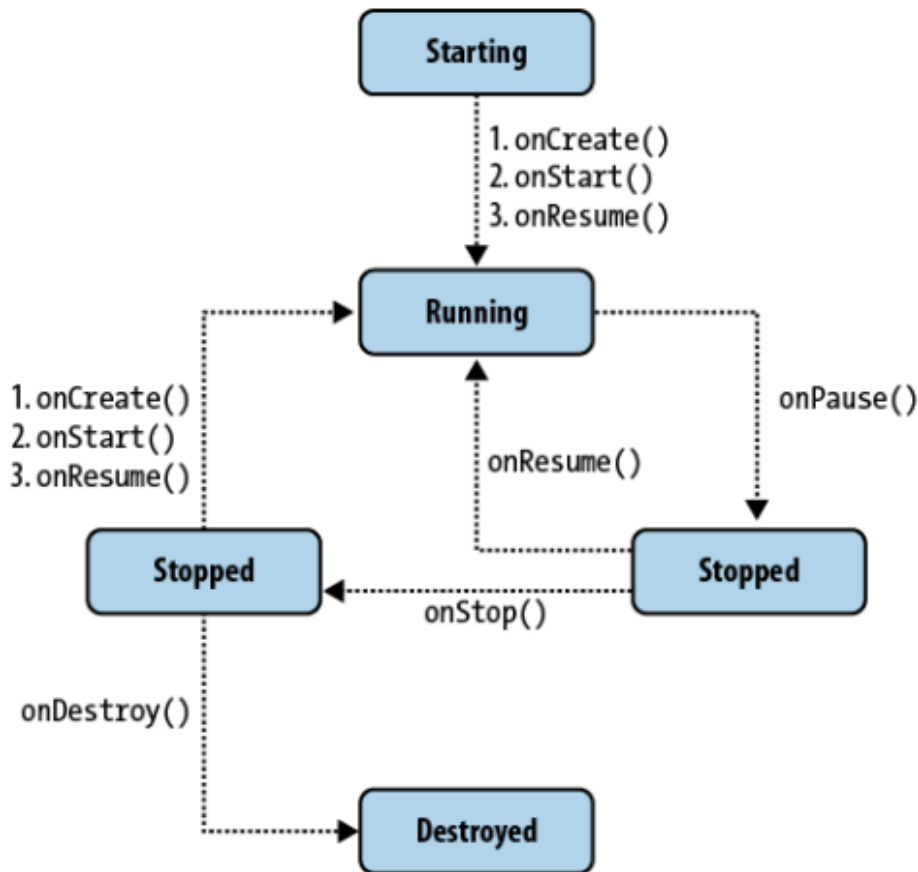 Starting
1. onCreate()
2. onStart()
3. onResume()
Running
1. onCreate()
2. onStart()
3. onResume()
onPause()
onResume()
Stopped
Stopped
onStop()
onDestroy()
Destroyed